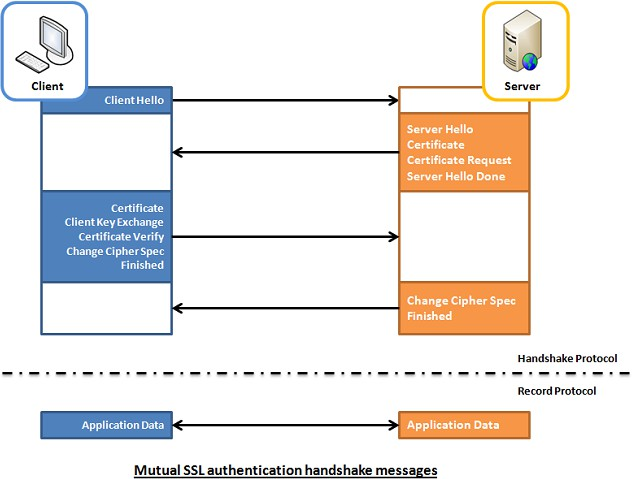 Client
Server
Client Hello
Server Hello
Certificate
Certificate Request
Server Hello Done
Certificate
Client Key Exchange
Certificate Verify
Change Cipher Spec
Finished
Change Cipher Spec
Finished
Handshake Protocol
Record Protocol
Application Data
Application Data
Mutual SSL authentication handshake messages